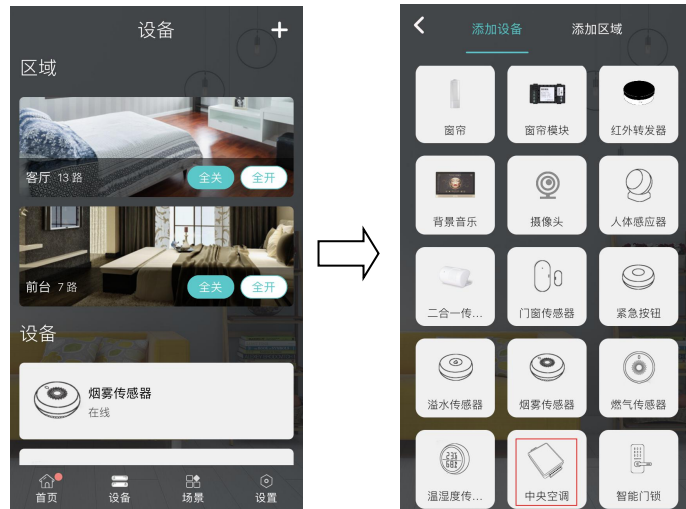 设备
+
区域
客厅 13 路 全关 全开
前台 7 路 全关 全开
设备
烟雾传感器
在线
首页 设备 场景 设置
添加设备 添加区域
窗帘 窗帘模块 红外转发器
背景音乐 摄像头 人体感应器
二合一传... 门窗传感器 紧急按钮
溢水传感器 烟雾传感器 燃气传感器
温湿度传... 中央空调 智能门锁